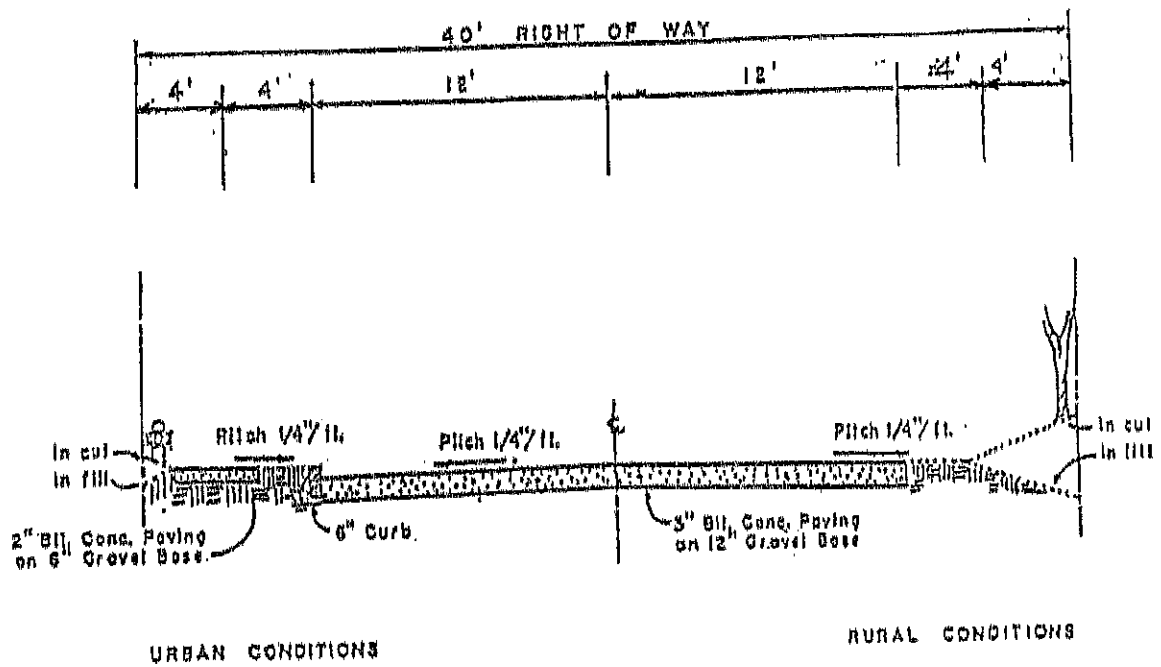 40' RIGHT OF WAY
4' 4' 12' 12' 4' 4'
In cut
In fill
Pitch 1/4"/ft.
Pitch 1/4"/ft.
℄
Pitch 1/4"/ft.
In cut
In fill
2" Bit. Conc. Paving
on 6" Gravel Base.
6" Curb.
3" Bit. Conc. Paving
on 12" Gravel Base
URBAN CONDITIONS
RURAL CONDITIONS